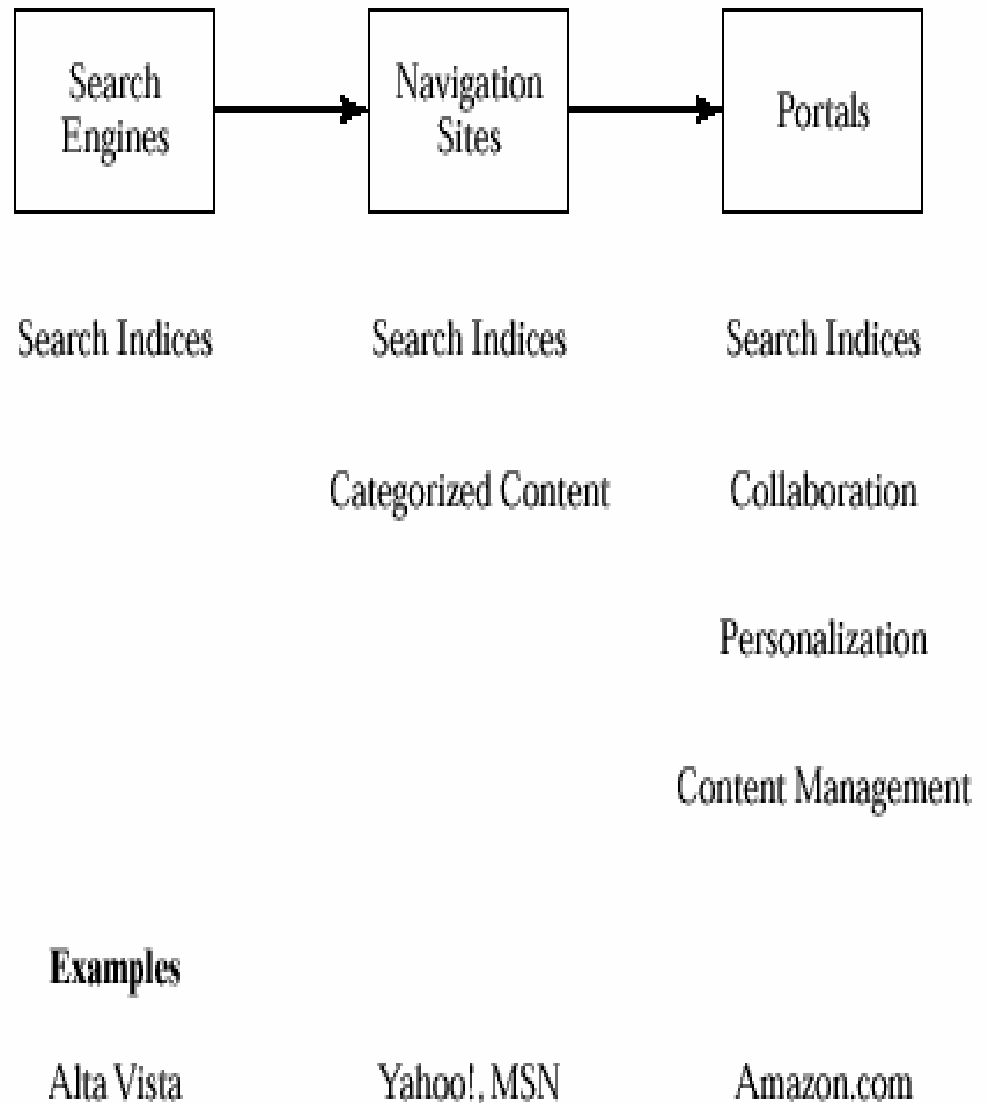 Search
Engines
Navigation
Sites
Portals
Search Indices
Search Indices
Search Indices
Categorized Content
Collaboration
Personalization
Content Management
Examples
Alta Vista
Yahoo!, MSN
Amazon.com